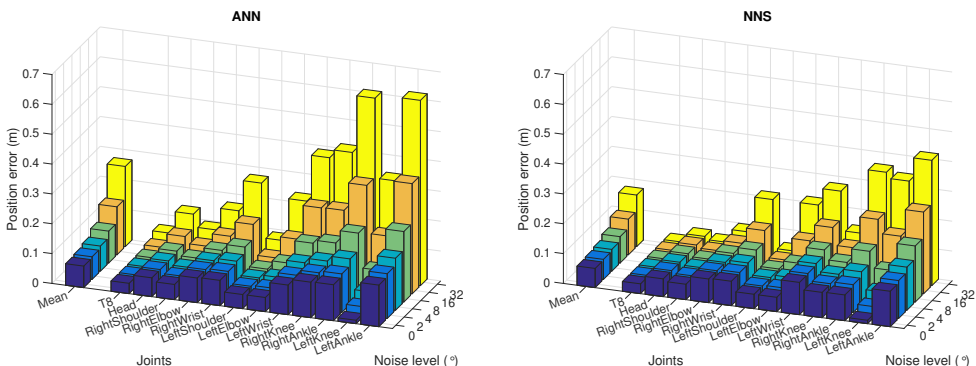 ANN
Position error (m)
0.7
0.6
0.5
0.4
0.3
0.2
0.1
0
Mean
T8
Head
RightShoulder
RightElbow
RightWrist
LeftShoulder
LeftElbow
LeftWrist
RightKnee
RightAnkle
LeftKnee
LeftAnkle
Joints
0
2
4
8
16
32
Noise level (°)
NNS
Position error (m)
0.7
0.6
0.5
0.4
0.3
0.2
0.1
0
Mean
T8
Head
RightShoulder
RightElbow
RightWrist
LeftShoulder
LeftElbow
LeftWrist
RightKnee
RightAnkle
LeftKnee
LeftAnkle
Joints
0
2
4
8
16
32
Noise level (°)